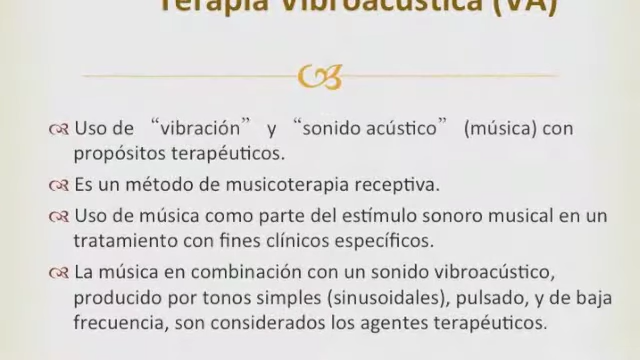 Terapia Vibroacústica (VA)
Uso de “vibración” y “sonido acústico” (música) con
propósitos terapéuticos.
Es un método de musicoterapia receptiva.
Uso de música como parte del estímulo sonoro musical en un
tratamiento con fines clínicos específicos.
La música en combinación con un sonido vibroacústico,
producido por tonos simples (sinusoidales), pulsado, y de baja
frecuencia, son considerados los agentes terapéuticos.